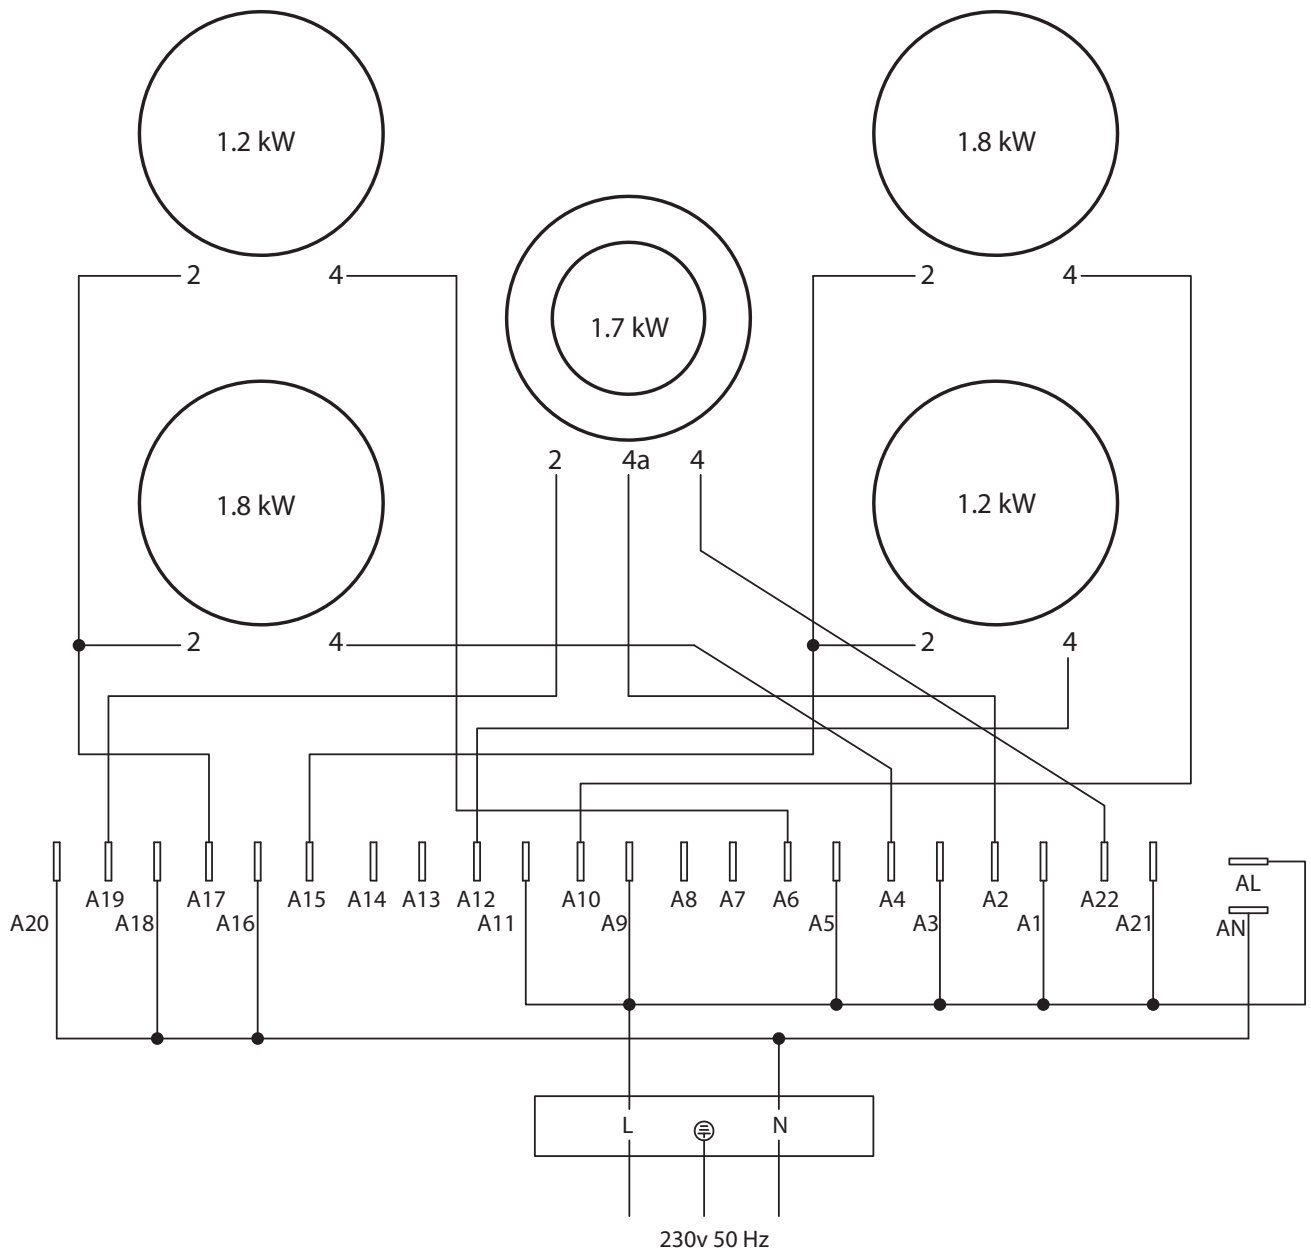 1.2 kW 1.8 kW
2 4 2 4
1.7 kW
2 4a 4
1.8 kW 1.2 kW
2 4 2 4
A19 A17 A15 A14 A13 A12 A10 A8 A7 A6 A4 A2 A22 AL
A20 A18 A16 A11 A9 A5 A3 A1 A21 AN
L N
230v 50 Hz